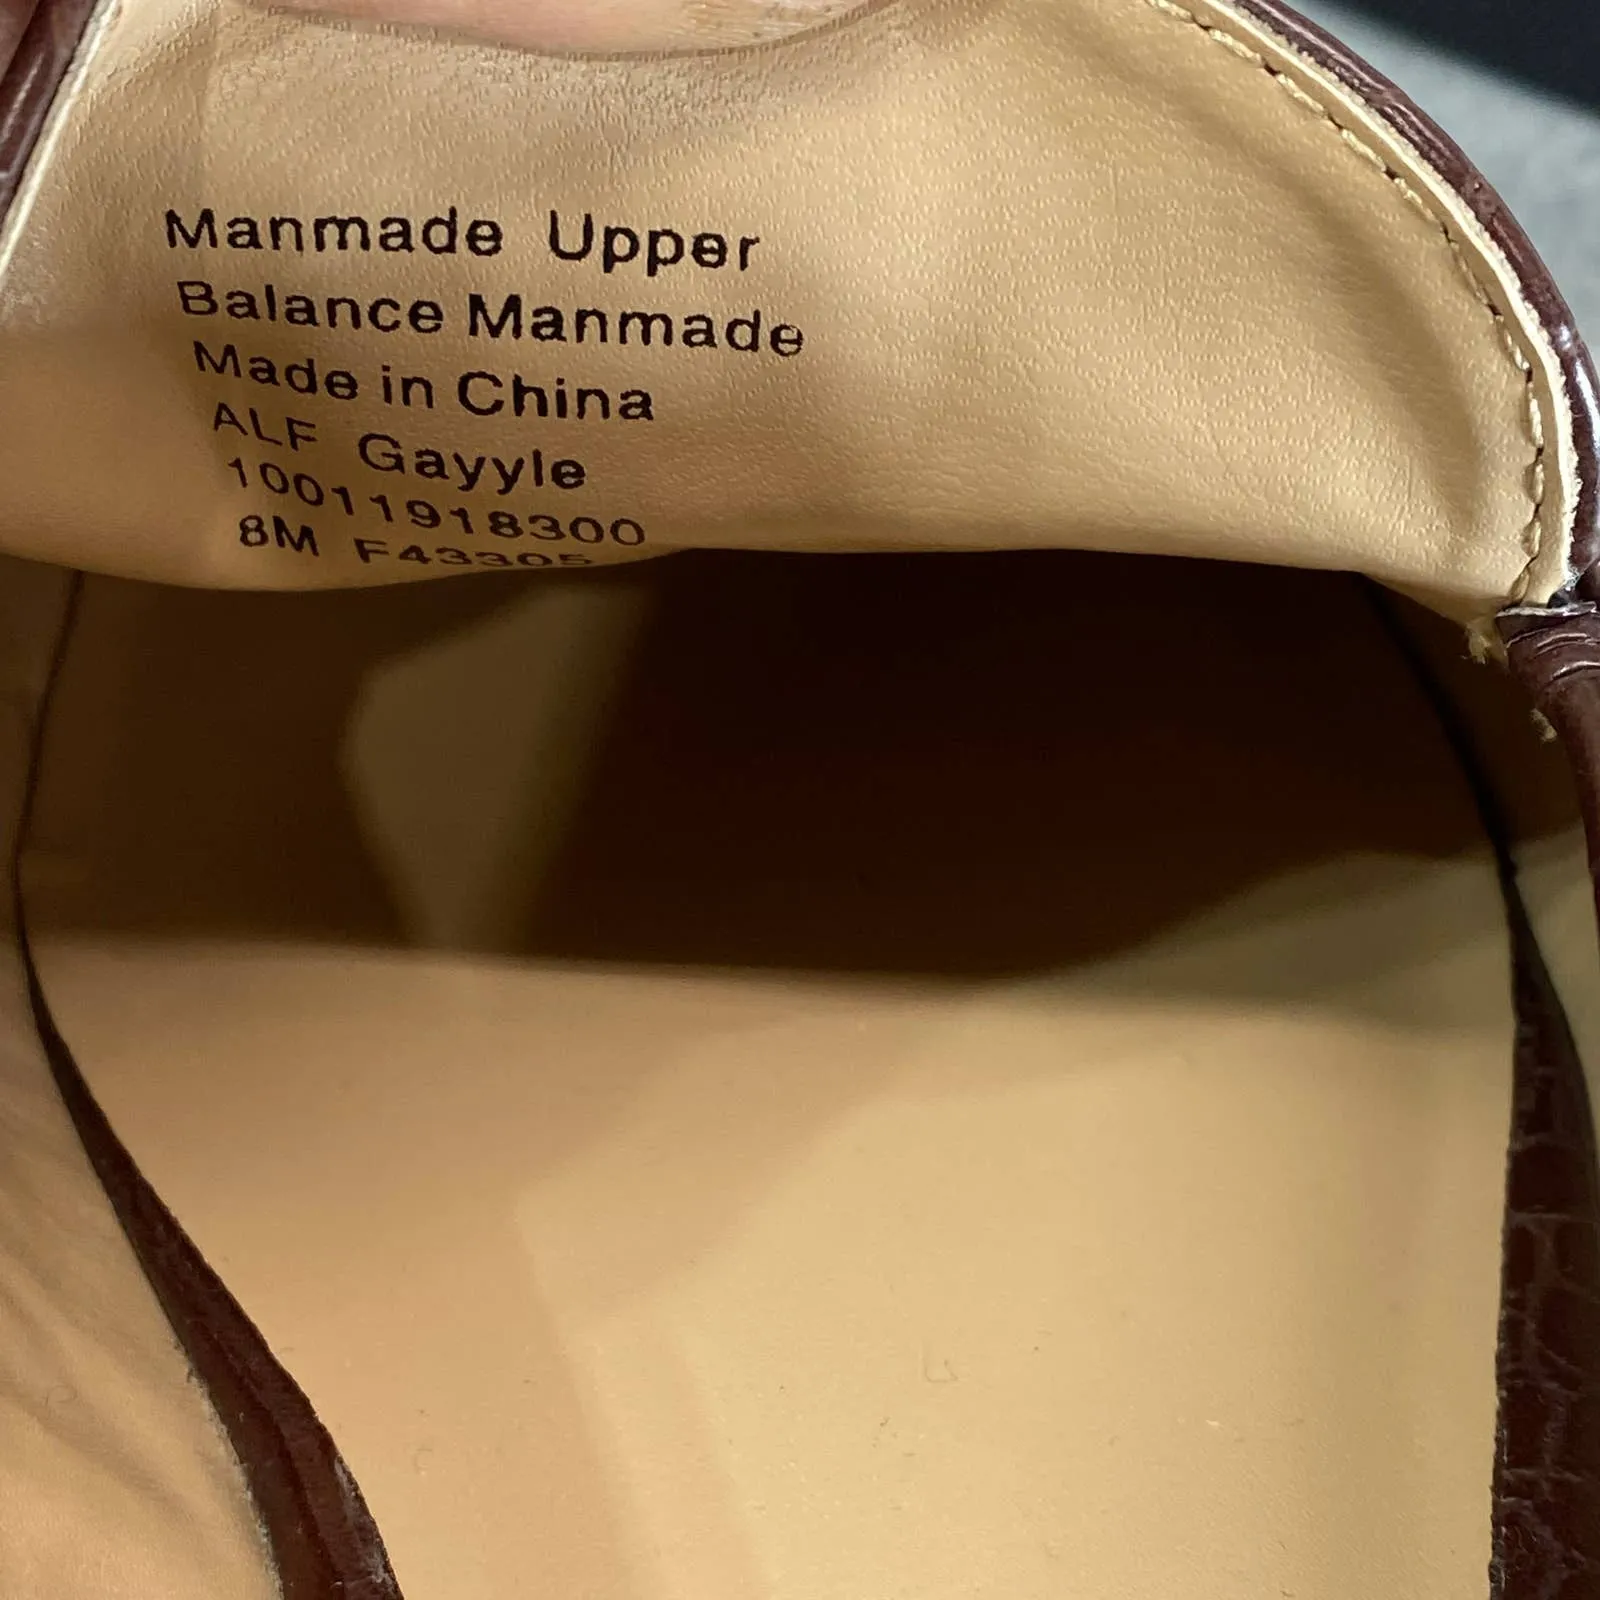 Manmade Upper
Balance Manmade
Made in China
ALF Gayyle
10011918300
8M F43305